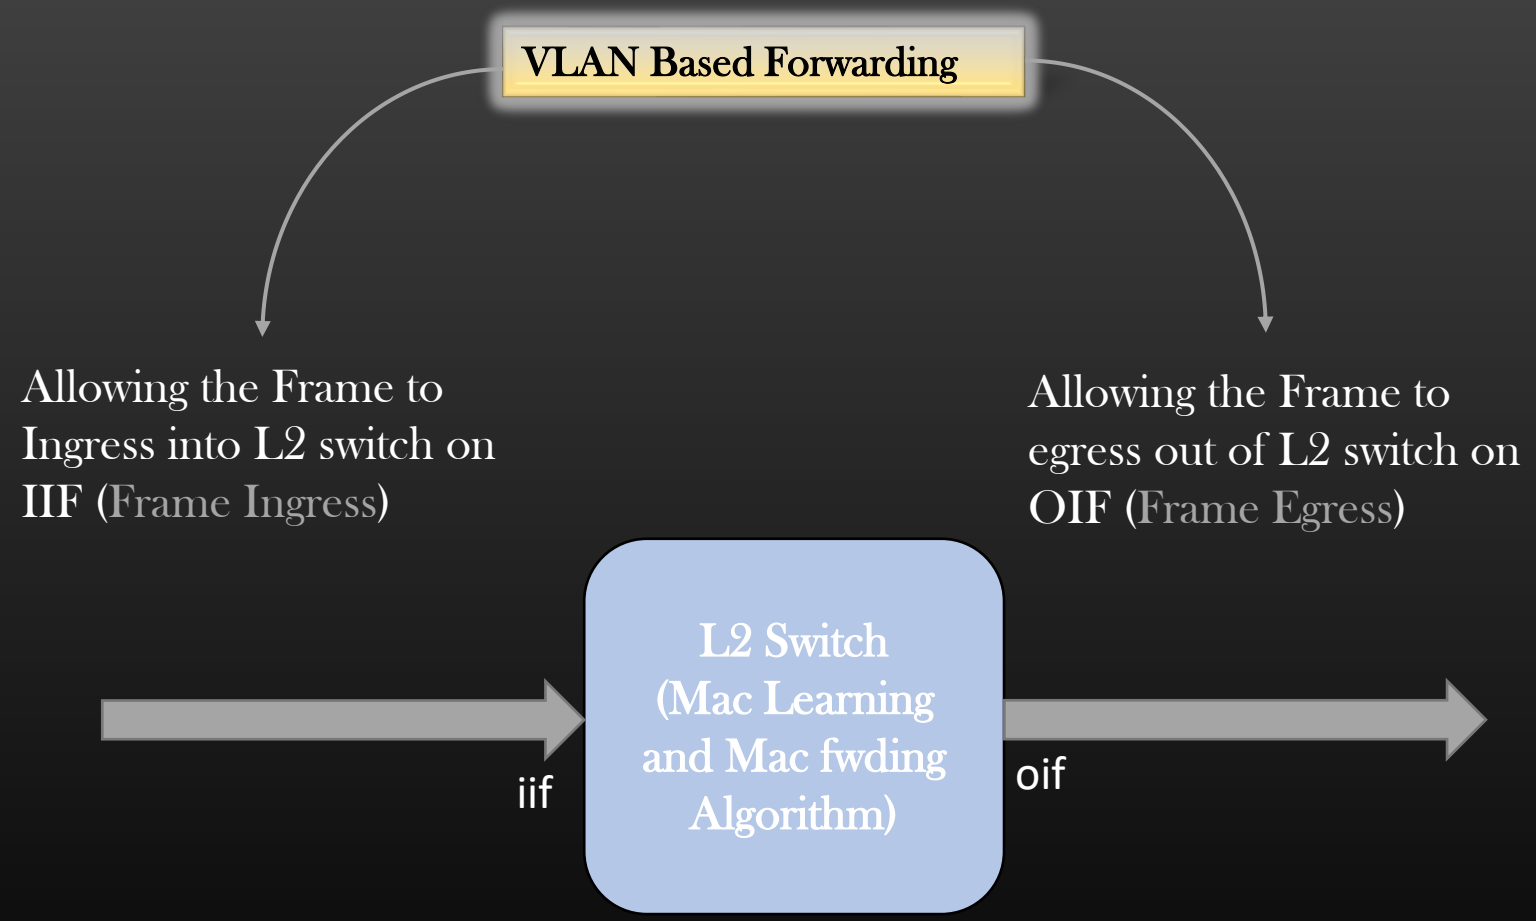 VLAN Based Forwarding
Allowing the Frame to
Ingress into L2 switch on
IIF (Frame Ingress)
Allowing the Frame to
egress out of L2 switch on
OIF (Frame Egress)
L2 Switch
(Mac Learning
and Mac fwding
Algorithm)
iif
oif